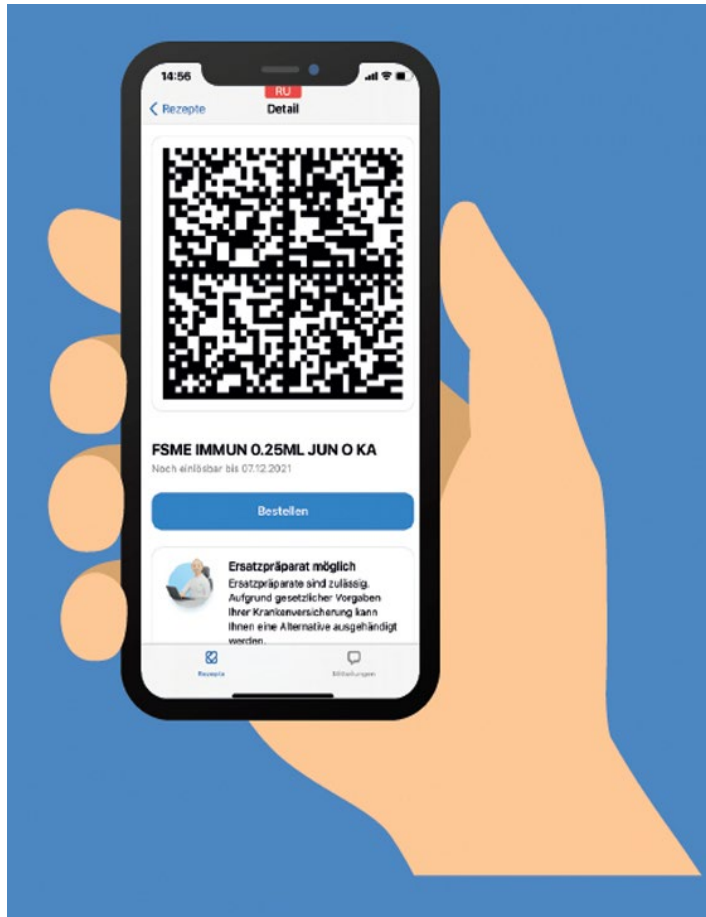 14:56
RU
Rezepte
Detail
FSME IMMUN 0.25ML JUN O KA
Noch einlösbar bis 07.12.2021
Bestellen
Ersatzpräparat möglich
Ersatzpräparate sind zulässig.
Aufgrund gesetzlicher Vorgaben
Ihrer Krankenversicherung kann
Ihnen eine Alternative ausgehändigt
werden.
Rezepte
Mitteilungen